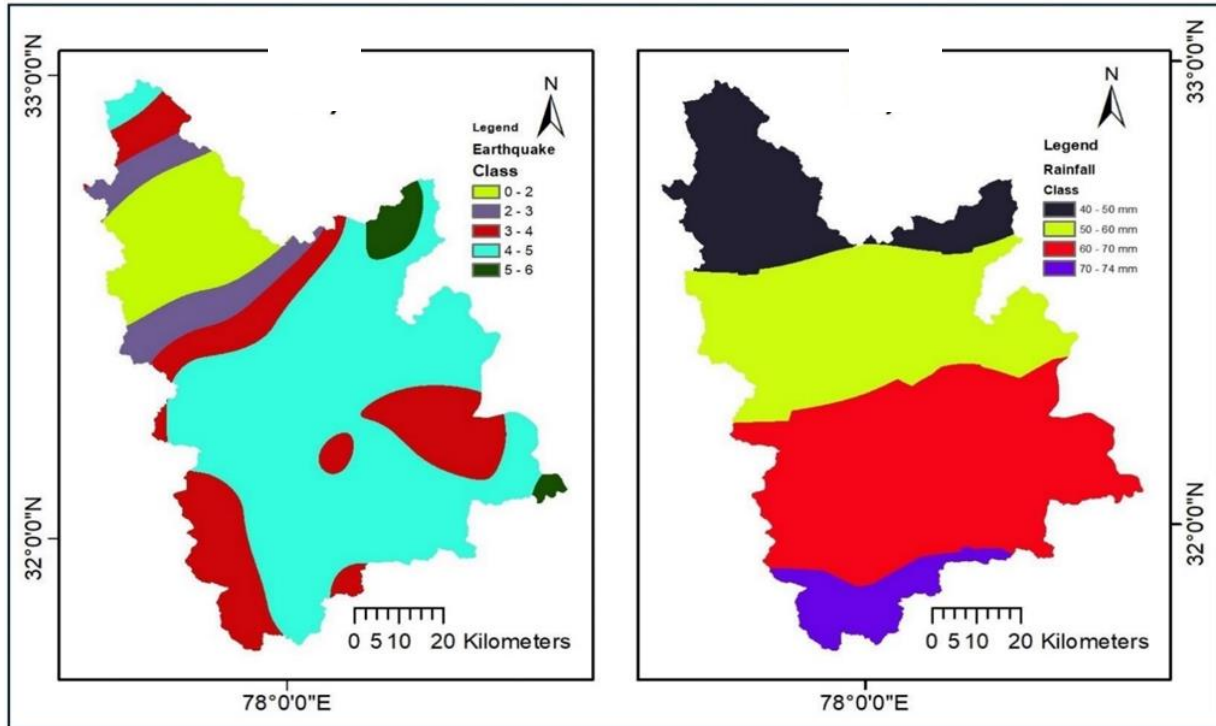 33°0'0"N
32°0'0"N
78°0'0"E
N
Legend
Earthquake
Class
0 - 2
2 - 3
3 - 4
4 - 5
5 - 6
0 5 10 20 Kilometers
N
Legend
Rainfall
Class
40 - 50 mm
50 - 60 mm
60 - 70 mm
70 - 74 mm
0 5 10 20 Kilometers
78°0'0"E
33°0'0"N
32°0'0"N